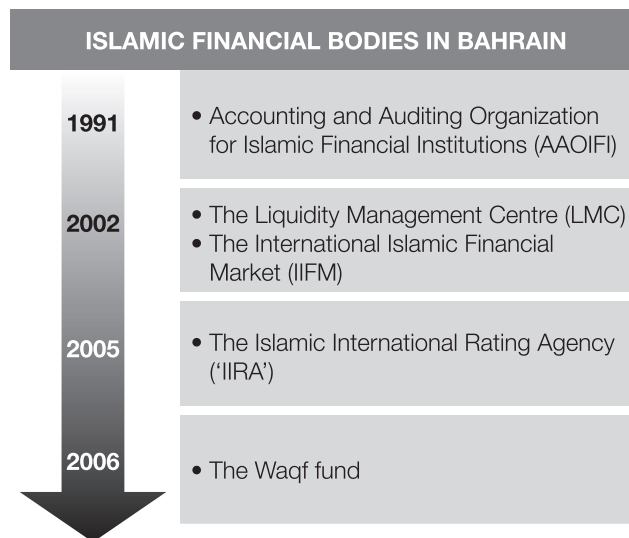 ISLAMIC FINANCIAL BODIES IN BAHRAIN
1991
• Accounting and Auditing Organization
for Islamic Financial Institutions (AAOIFI)
2002
• The Liquidity Management Centre (LMC)
• The International Islamic Financial
Market (IIFM)
2005
• The Islamic International Rating Agency
(‘IIRA’)
2006
• The Waqf fund